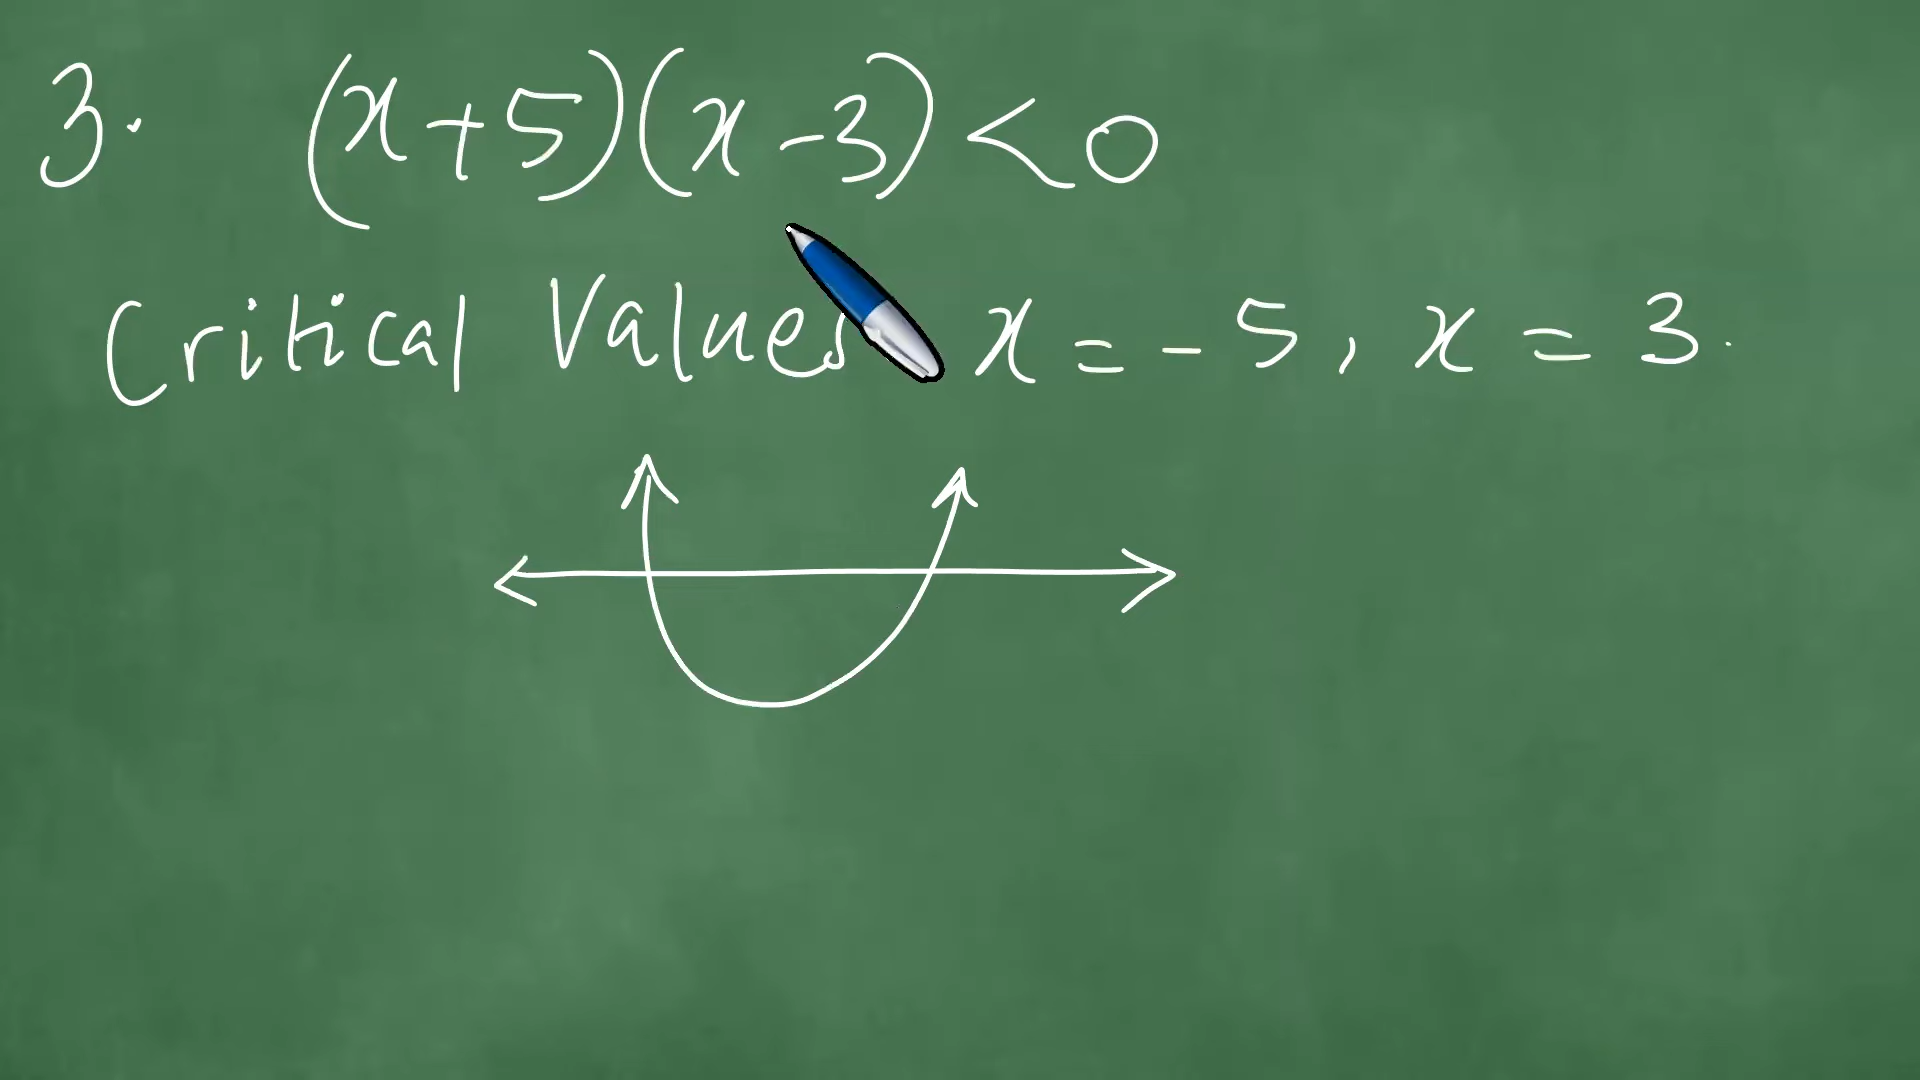 3. (x+5)(x-3)<0
Critical Values x = -5, x = 3.